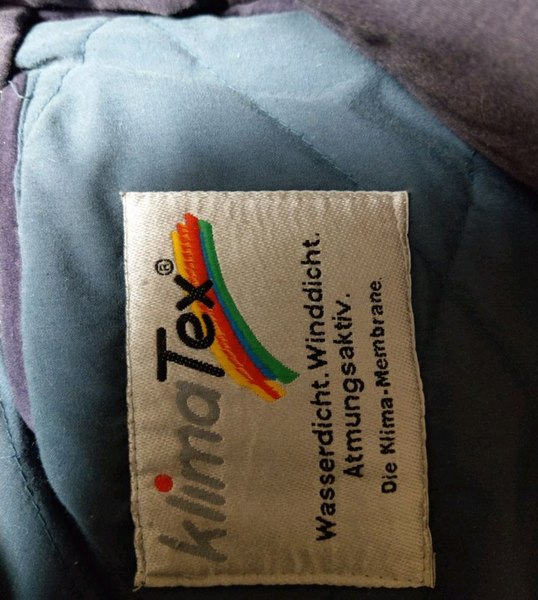 klimaTex®
Wasserdicht. Winddicht.
Atmungsaktiv.
Die Klima-Membrane